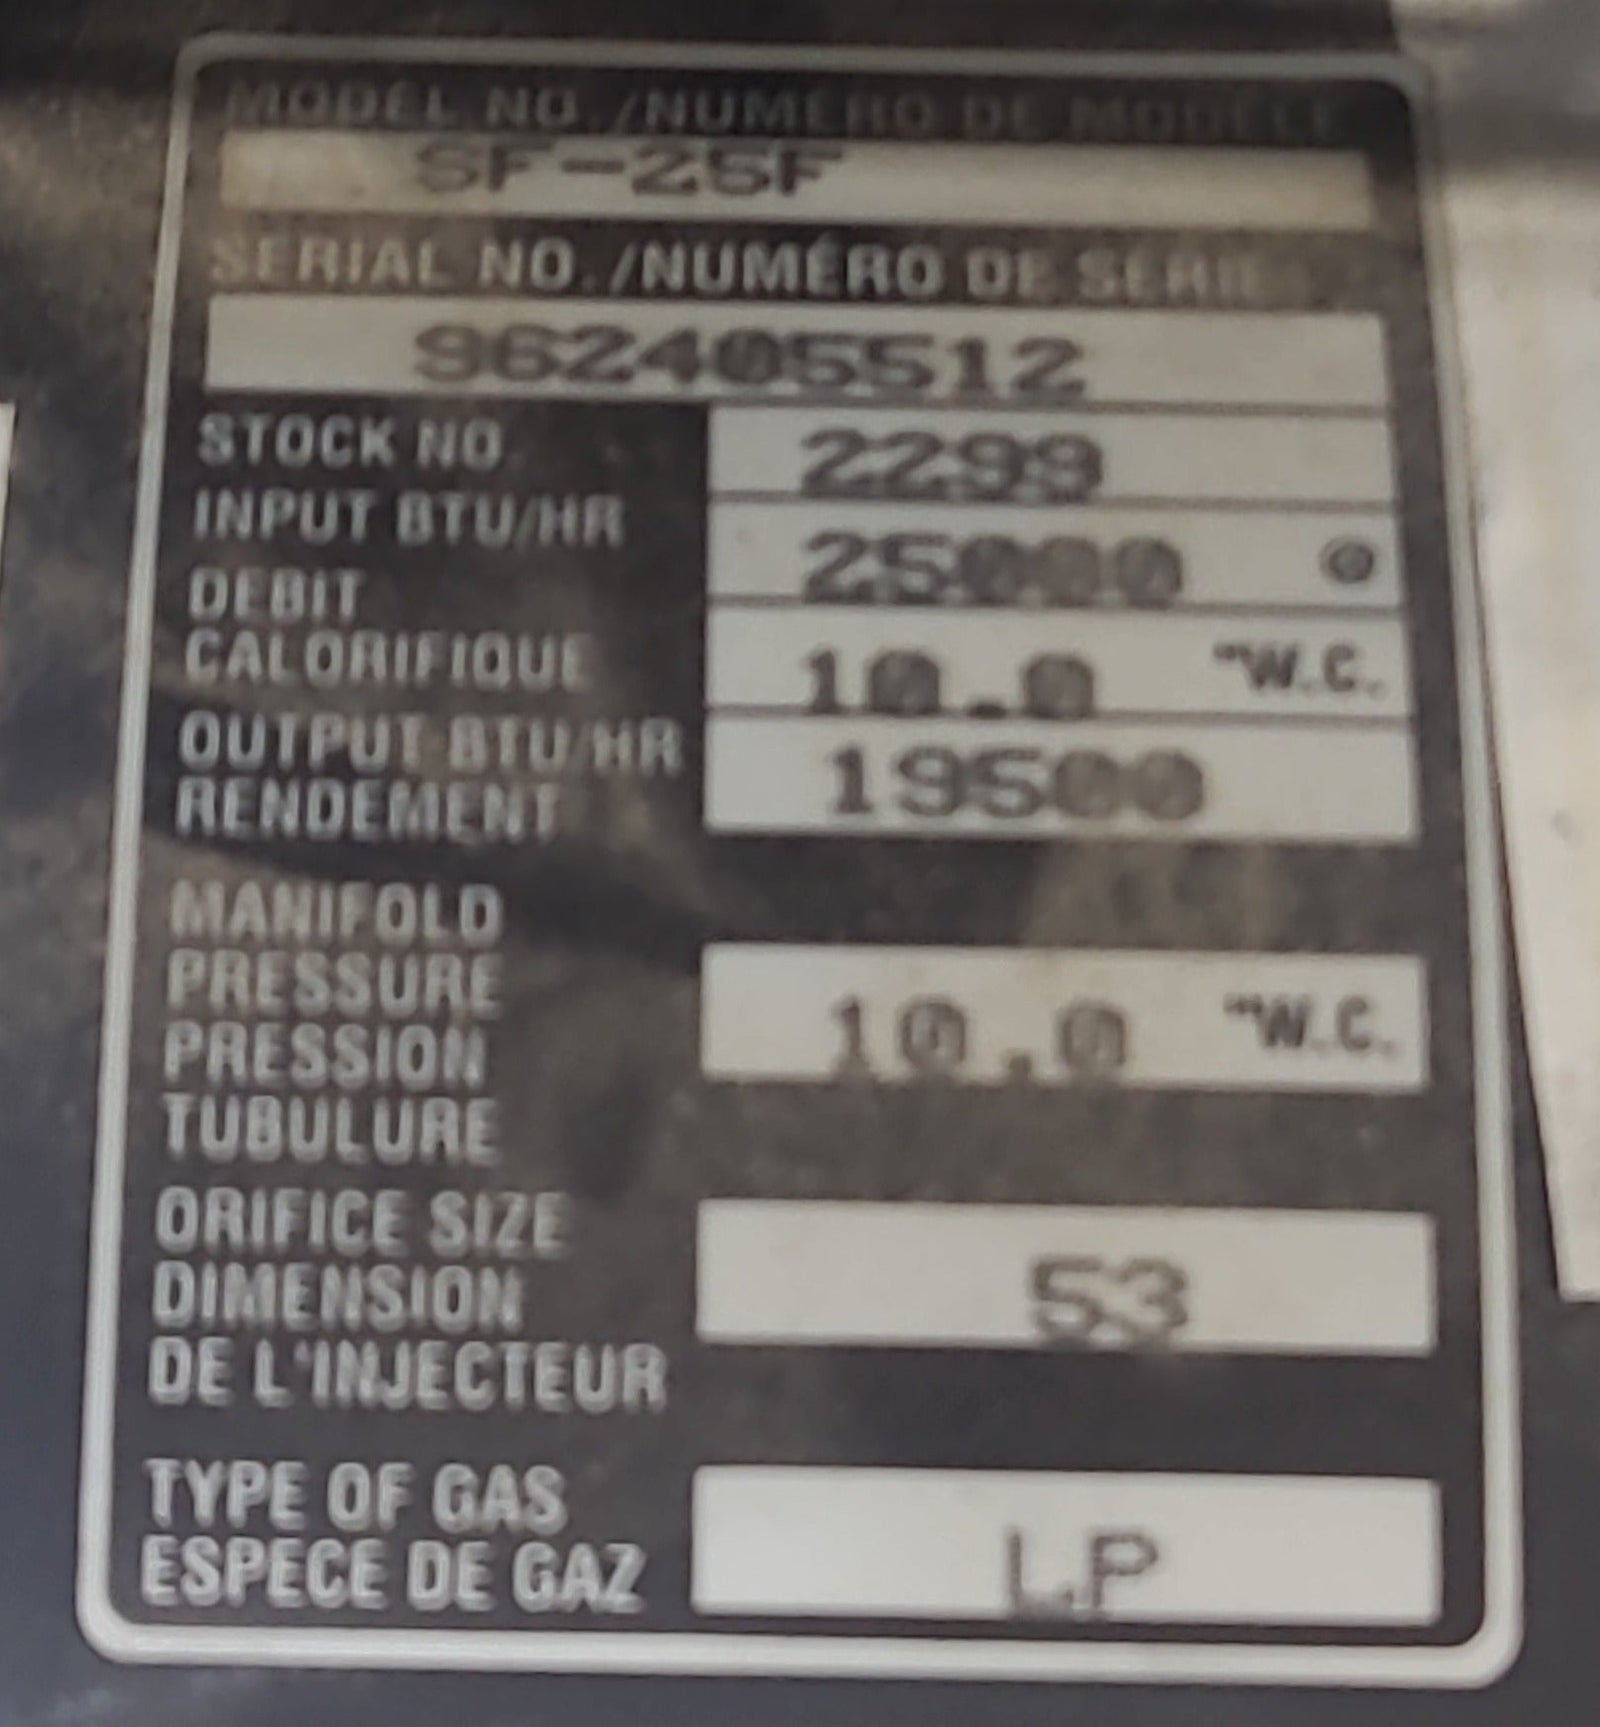 MODEL NO. /NUMÉRO DE MODÈLE
SF-25F
SERIAL NO. /NUMÉRO DE SÉRIE
962405512
STOCK NO. 2299
INPUT BTU/HR 25000 @
DEBIT
CALORIFIQUE 10.0 "W.C.
OUTPUT BTU/HR 19500
RENDEMENT
MANIFOLD
PRESSURE 10.0 "W.C.
PRESSION
TUBULURE
ORIFICE SIZE
DIMENSION 53
DE L'INJECTEUR
TYPE OF GAS
ESPECE DE GAZ LP